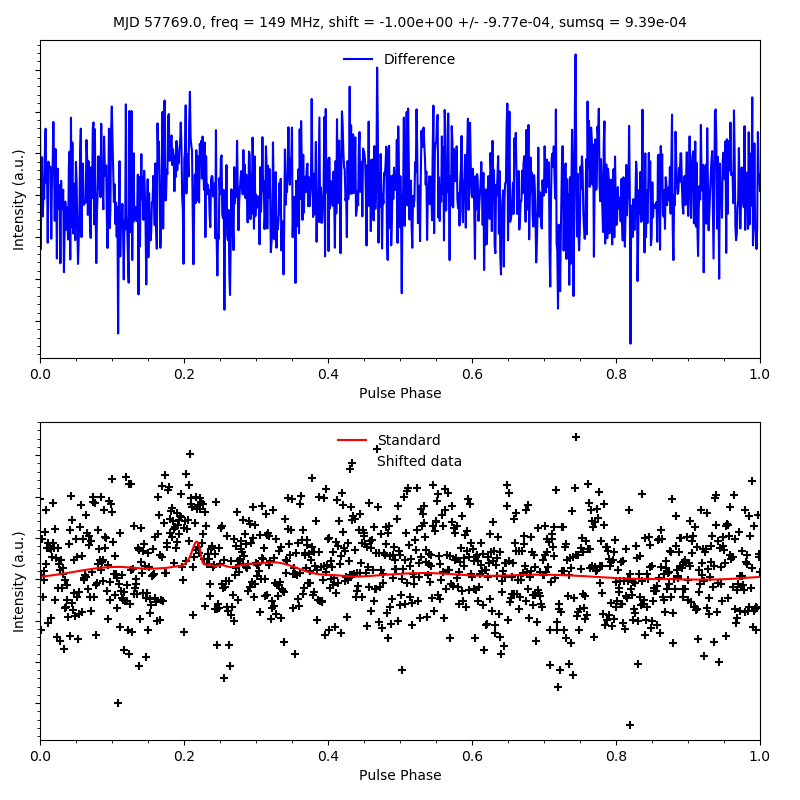 MJD 57769.0, freq = 149 MHz, shift = -1.00e+00 +/- -9.77e-04, sumsq = 9.39e-04
Difference
Intensity (a.u.)
0.0 0.2 0.4 0.6 0.8 1.0
Pulse Phase
Standard
Shifted data
Intensity (a.u.)
0.0 0.2 0.4 0.6 0.8 1.0
Pulse Phase